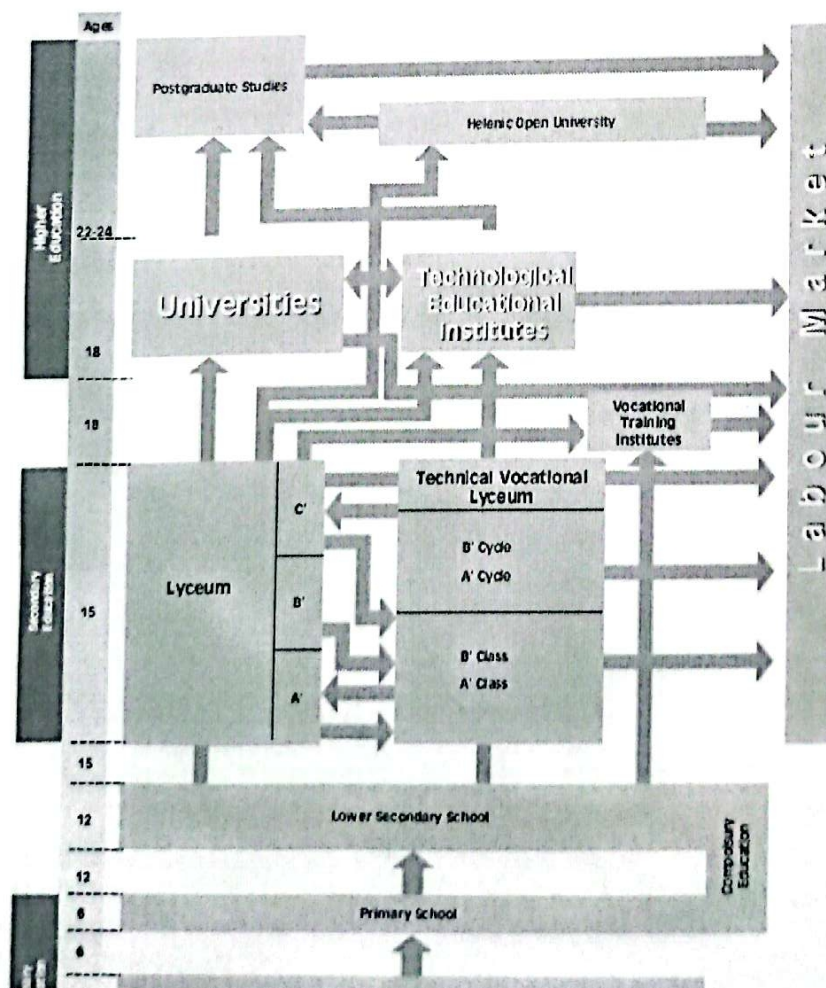 Ages
Postgraduate Studies
Helenic Open University
Higher
Education
22-24
Universities
Technological
Educational
Institutes
18
18
Vocational
Training
Institutes
Labour Market
Secondary
Education
15
Lyceum
C'
B'
A'
Technical Vocational
Lyceum
B' Cycle
A' Cycle
B' Class
A' Class
15
12
Lower Secondary School
Compulsory
Education
12
6
Primary School
6